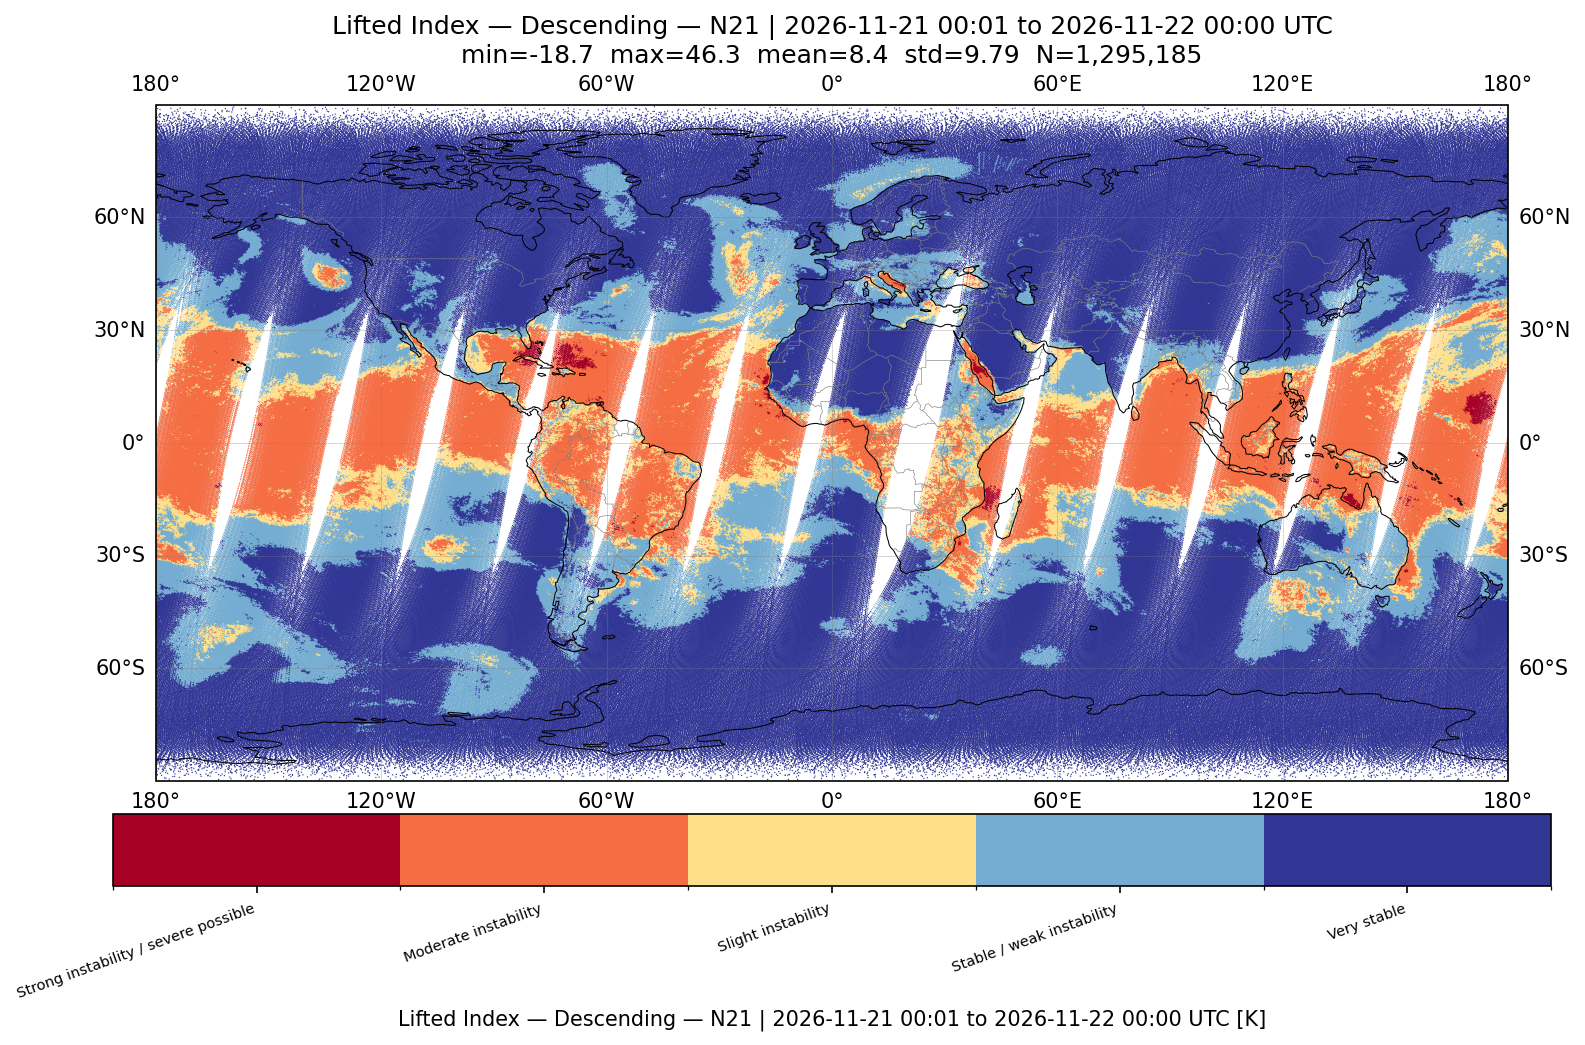 Lifted Index — Descending — N21 | 2026-11-21 00:01 to 2026-11-22 00:00 UTC
min=-18.7  max=46.3  mean=8.4  std=9.79  N=1,295,185
180° 120°W 60°W 0° 60°E 120°E 180°
60°N 60°N
30°N 30°N
0° 0°
30°S 30°S
60°S 60°S
180° 120°W 60°W 0° 60°E 120°E 180°
Strong instability / severe possible
Moderate instability
Slight instability
Stable / weak instability
Very stable
Lifted Index — Descending — N21 | 2026-11-21 00:01 to 2026-11-22 00:00 UTC [K]